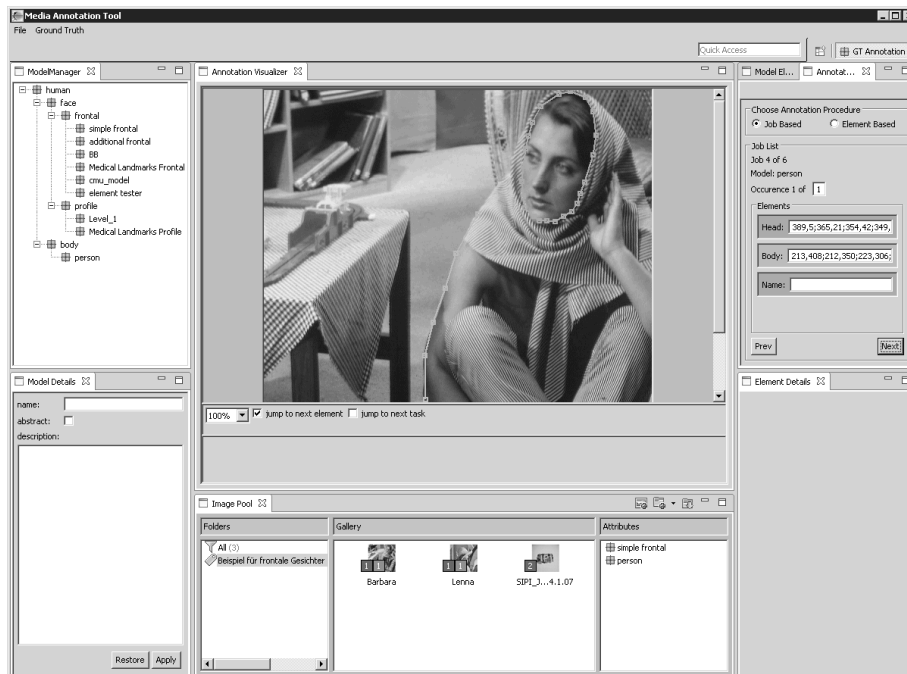 Media Annotation Tool
File Ground Truth
Quick Access
GT Annotation
ModelManager
human
face
frontal
simple frontal
additional frontal
BB
Medical Landmarks Frontal
cmu_model
element tester
profile
Level_1
Medical Landmarks Profile
body
person
Annotation Visualizer
100% jump to next element jump to next task
Model El... Annotat...
Choose Annotation Procedure
Job Based Element Based
Job List
Job 4 of 6
Model: person
Occurence 1 of 1
Elements
Head: 389,5;365,21;354,42;349,
Body: 213,408;212,350;223,306;
Name:
Prev Next
Model Details
name:
abstract:
description:
Restore Apply
Image Pool
Folders Gallery Attributes
All (3)
Beispiel für frontale Gesichter
1 1 1 1 2
Barbara Lenna SIPI_J...4.1.07
simple frontal
person
Element Details